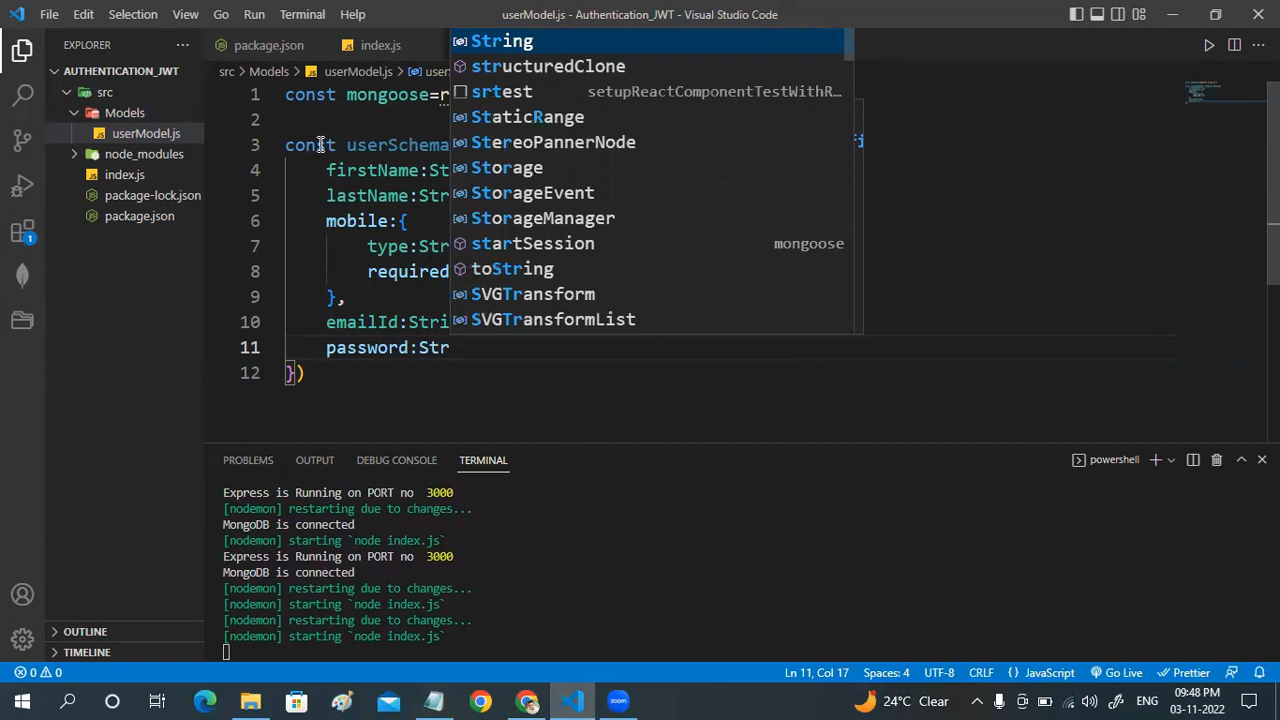 File Edit Selection View Go Run Terminal Help
userModel.js - Authentication_JWT - Visual Studio Code
EXPLORER
AUTHENTICATION_JWT
src
Models
userModel.js
node_modules
index.js
package-lock.json
package.json
OUTLINE
TIMELINE
package.json index.js
src > Models > userModel.js > user
1 const mongoose=r
2
3 const userSchema
4 firstName:St
5 lastName:Str
6 mobile:{
7 type:Str
8 required
9 },
10 emailId:Stri
11 password:Str
12 })
String
structuredClone
srtest setupReactComponentTestWithR…
StaticRange
StereoPannerNode
Storage
StorageEvent
StorageManager
startSession mongoose
toString
SVGTransform
SVGTransformList
PROBLEMS OUTPUT DEBUG CONSOLE TERMINAL
powershell
Express is Running on PORT no 3000
[nodemon] restarting due to changes...
MongoDB is connected
[nodemon] starting `node index.js`
Express is Running on PORT no 3000
MongoDB is connected
[nodemon] restarting due to changes...
[nodemon] starting `node index.js`
[nodemon] restarting due to changes...
[nodemon] starting `node index.js`
0 0
Ln 11, Col 17 Spaces: 4 UTF-8 CRLF { } JavaScript Go Live Prettier
24°C Clear
ENG
09:48 PM
03-11-2022